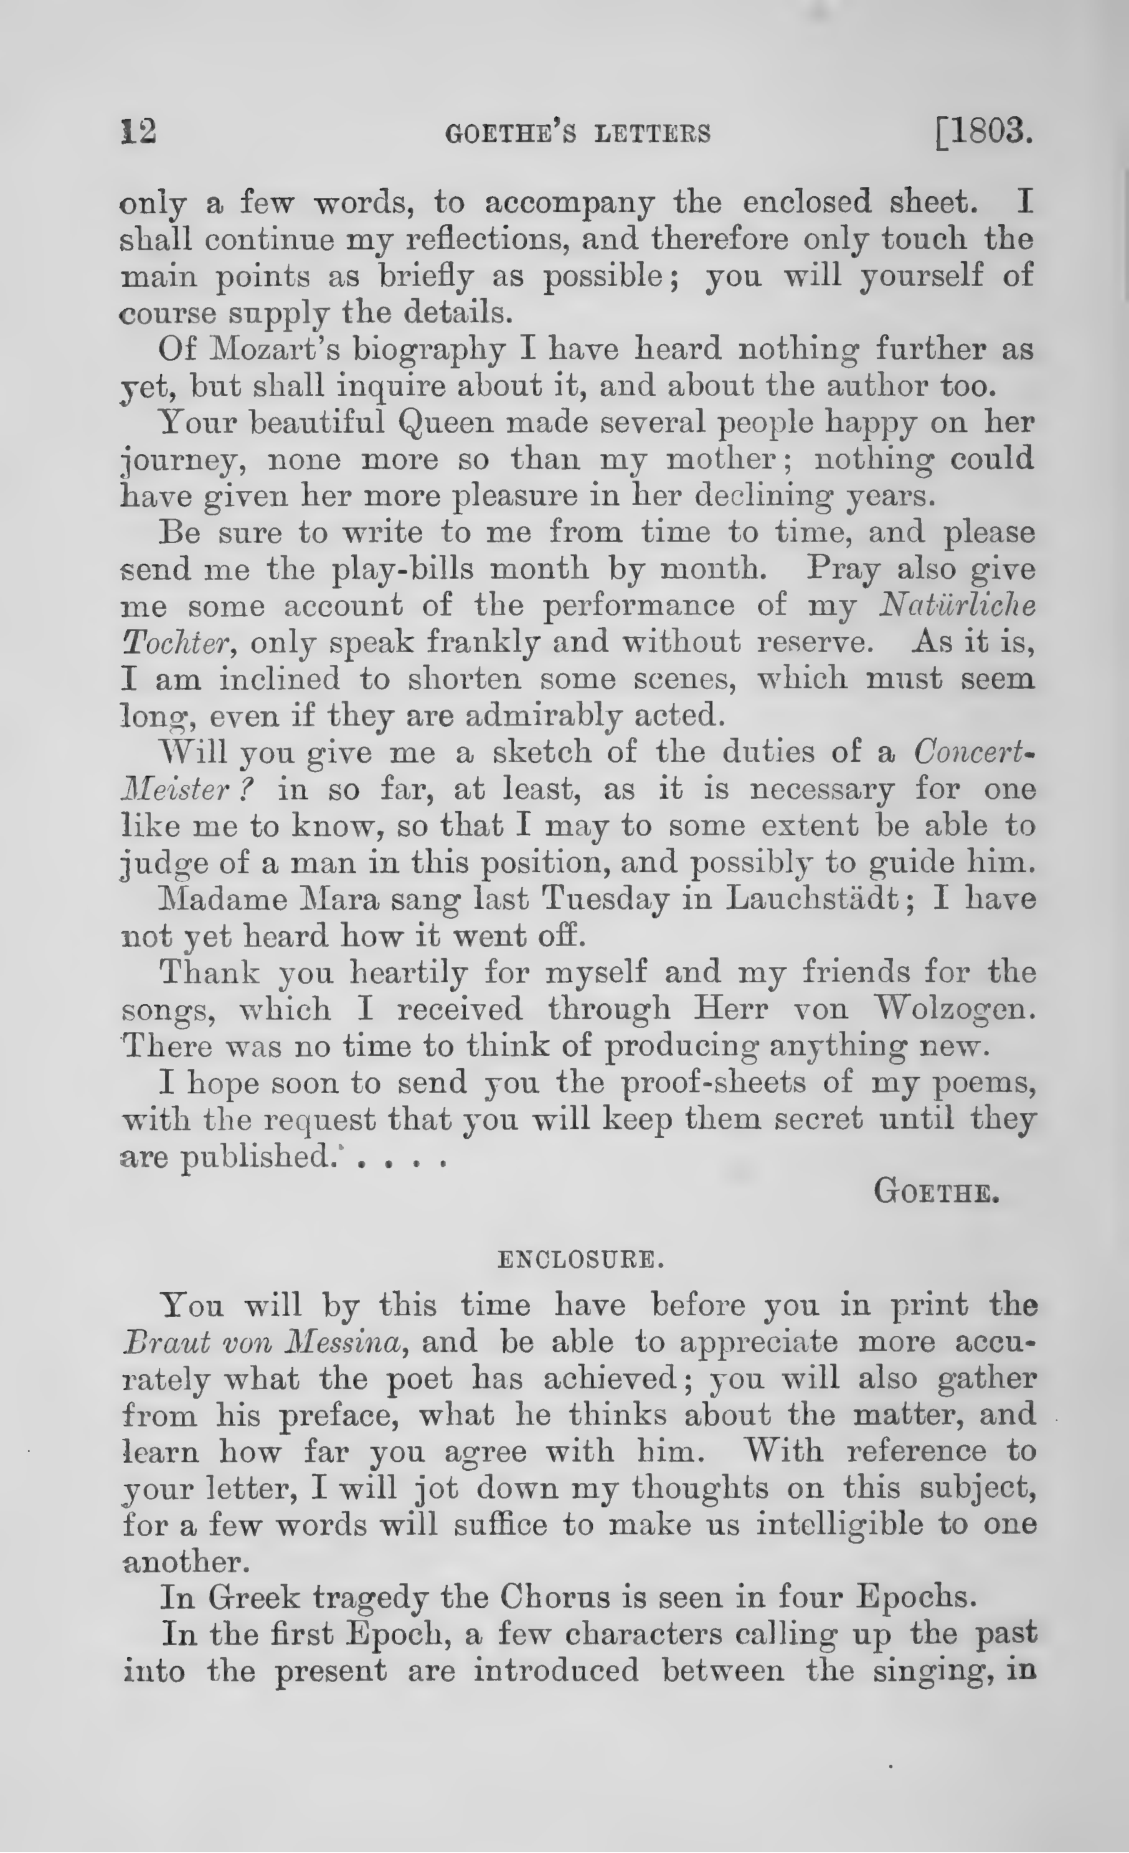 12 GOETHE'S LETTERS [1803.
only a few words, to accompany the enclosed sheet. I
shall continue my reflections, and therefore only touch the
main points as briefly as possible; you will yourself of
course supply the details.
Of Mozart's biography I have heard nothing further as
yet, but shall inquire about it, and about the author too.
Your beautiful Queen made several people happy on her
journey, none more so than my mother; nothing could
have given her more pleasure in her declining years.
Be sure to write to me from time to time, and please
send me the play-bills month by month. Pray also give
me some account of the performance of my Natürliche
Tochter, only speak frankly and without reserve. As it is,
I am inclined to shorten some scenes, which must seem
long, even if they are admirably acted.
Will you give me a sketch of the duties of a Concert-
Meister? in so far, at least, as it is necessary for one
like me to know, so that I may to some extent be able to
judge of a man in this position, and possibly to guide him.
Madame Mara sang last Tuesday in Lauchstädt; I have
not yet heard how it went off.
Thank you heartily for myself and my friends for the
songs, which I received through Herr von Wolzogen.
There was no time to think of producing anything new.
I hope soon to send you the proof-sheets of my poems,
with the request that you will keep them secret until they
are published. . . . .
GOETHE.
ENCLOSURE.
You will by this time have before you in print the
Braut von Messina, and be able to appreciate more accu-
rately what the poet has achieved; you will also gather
from his preface, what he thinks about the matter, and
learn how far you agree with him. With reference to
your letter, I will jot down my thoughts on this subject,
for a few words will suffice to make us intelligible to one
another.
In Greek tragedy the Chorus is seen in four Epochs.
In the first Epoch, a few characters calling up the past
into the present are introduced between the singing, in